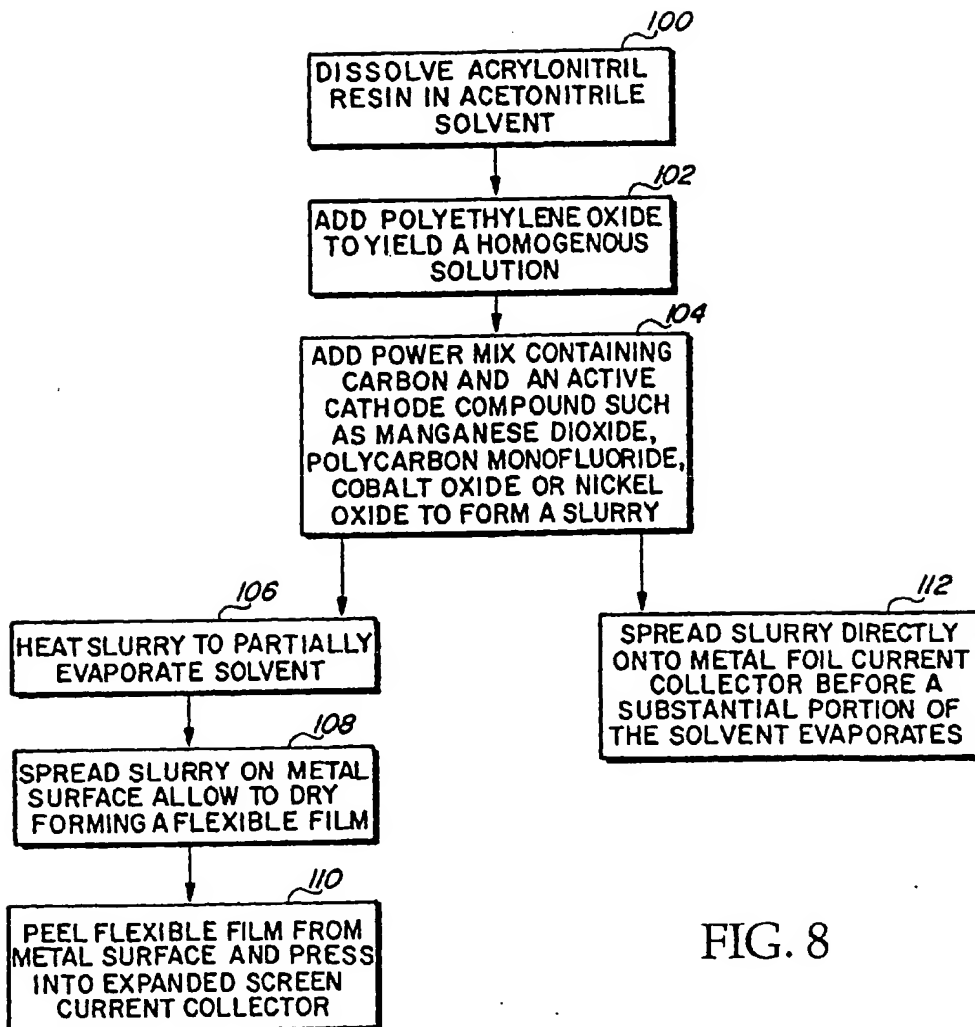 100
DISSOLVE ACRYLONITRIL
RESIN IN ACETONITRILE
SOLVENT
102
ADD POLYETHYLENE OXIDE
TO YIELD A HOMOGENOUS
SOLUTION
104
ADD POWER MIX CONTAINING
CARBON AND AN ACTIVE
CATHODE COMPOUND SUCH
AS MANGANESE DIOXIDE,
POLYCARBON MONOFLUORIDE,
COBALT OXIDE OR NICKEL
OXIDE TO FORM A SLURRY
106
HEAT SLURRY TO PARTIALLY
EVAPORATE SOLVENT
108
SPREAD SLURRY ON METAL
SURFACE ALLOW TO DRY
FORMING A FLEXIBLE FILM
110
PEEL FLEXIBLE FILM FROM
METAL SURFACE AND PRESS
INTO EXPANDED SCREEN
CURRENT COLLECTOR
112
SPREAD SLURRY DIRECTLY
ONTO METAL FOIL CURRENT
COLLECTOR BEFORE A
SUBSTANTIAL PORTION OF
THE SOLVENT EVAPORATES
FIG. 8